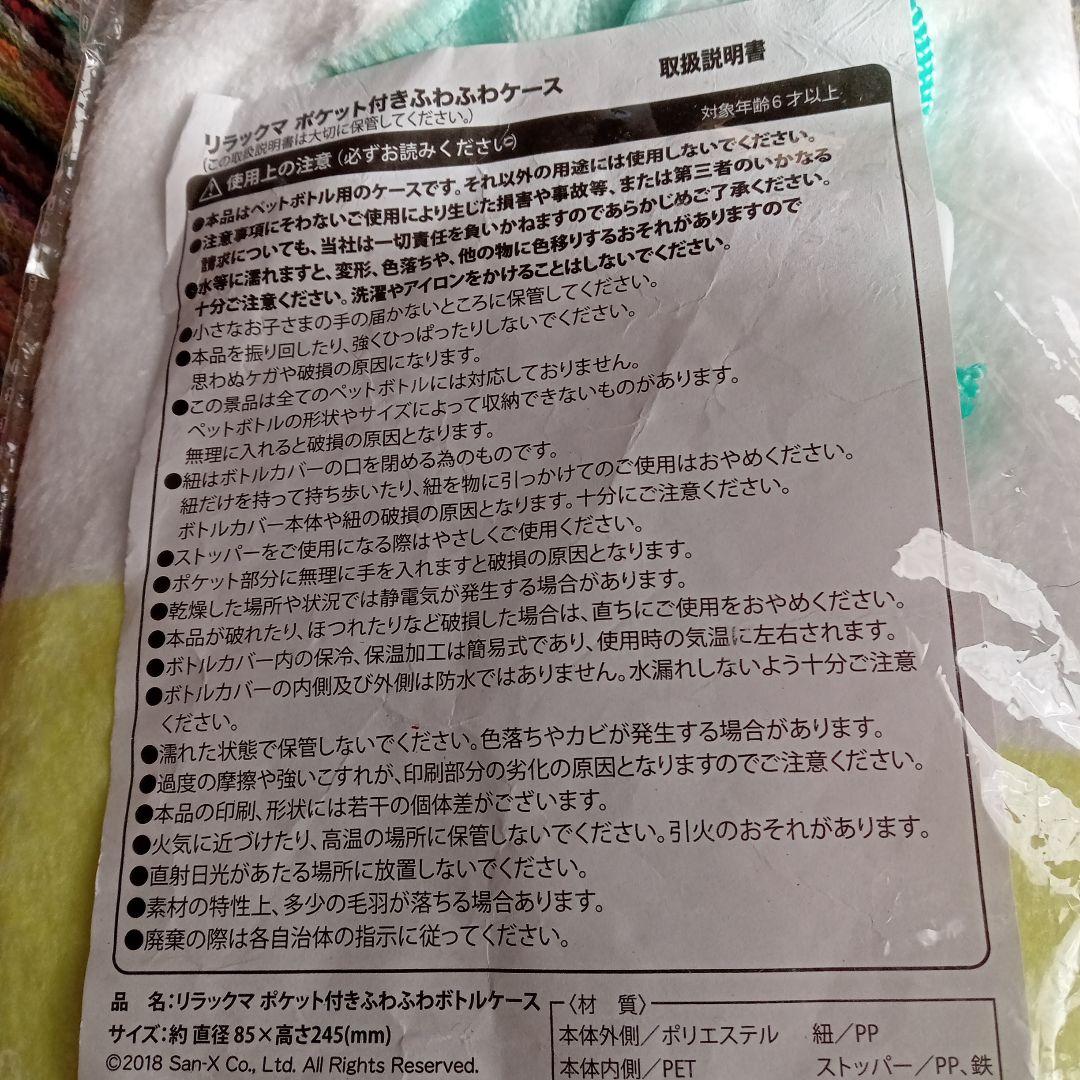 リラックマ ポケット付きふわふわケース 取扱説明書
(この取扱説明書は大切に保管してください。)
使用上の注意(必ずお読みください) 対象年齢6才以上
●本品はペットボトル用のケースです。それ以外の用途には使用しないでください。
●注意事項にそわないご使用により生じた損害や事故等、または第三者のいかなる
請求についても、当社は一切責任を負いかねますのであらかじめご了承ください。
●水等に濡れますと、変形、色落ちや、他の物に色移りするおそれがありますので
十分ご注意ください。洗濯やアイロンをかけることはしないでください。
●小さなお子さまの手の届かないところに保管してください。
●本品を振り回したり、強くひっぱったりしないでください。
思わぬケガや破損の原因になります。
●この景品は全てのペットボトルには対応しておりません。
ペットボトルの形状やサイズによって収納できないものがあります。
無理に入れると破損の原因となります。
●紐はボトルカバーの口を閉める為のものです。
紐だけを持って持ち歩いたり、紐を物に引っかけてのご使用はおやめください。
ボトルカバー本体や紐の破損の原因となります。十分にご注意ください。
●ストッパーをご使用になる際はやさしくご使用ください。
●ポケット部分に無理に手を入れますと破損の原因となります。
●乾燥した場所や状況では静電気が発生する場合があります。
●本品が破れたり、ほつれたりなど破損した場合は、直ちにご使用をおやめください。
●ボトルカバー内の保冷、保温加工は簡易式であり、使用時の気温に左右されます。
●ボトルカバーの内側及び外側は防水ではありません。水漏れしないよう十分ご注意
ください。
●濡れた状態で保管しないでください。色落ちやカビが発生する場合があります。
●過度の摩擦や強いこすれが、印刷部分の劣化の原因となりますのでご注意ください。
●本品の印刷、形状には若干の個体差がございます。
●火気に近づけたり、高温の場所に保管しないでください。引火のおそれがあります。
●直射日光があたる場所に放置しないでください。
●素材の特性上、多少の毛羽が落ちる場合あります。
●廃棄の際は各自治体の指示に従ってください。
品 名:リラックマ ポケット付きふわふわボトルケース
サイズ:約 直径85×高さ245(mm)
©2018 San-X Co., Ltd. All Rights Reserved.
〈材 質〉
本体外側/ポリエステル 紐/PP
本体内側/PET ストッパー/PP、鉄